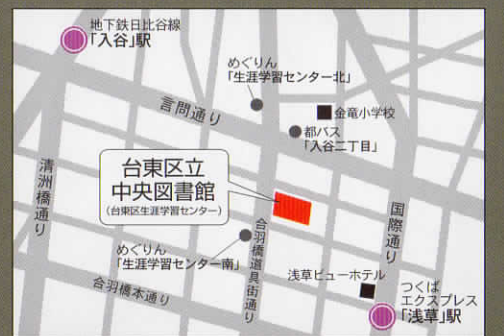 地下鉄日比谷線
「入谷」駅
めぐりん
「生涯学習センター北」
言問通り
金竜小学校
都バス
「入谷二丁目」
台東区立
中央図書館
(台東区生涯学習センター)
清洲橋通り
国際通り
合羽橋道具街通り
めぐりん
「生涯学習センター南」
浅草ビューホテル
つくば
エクスプレス
「浅草」駅
合羽橋本通り